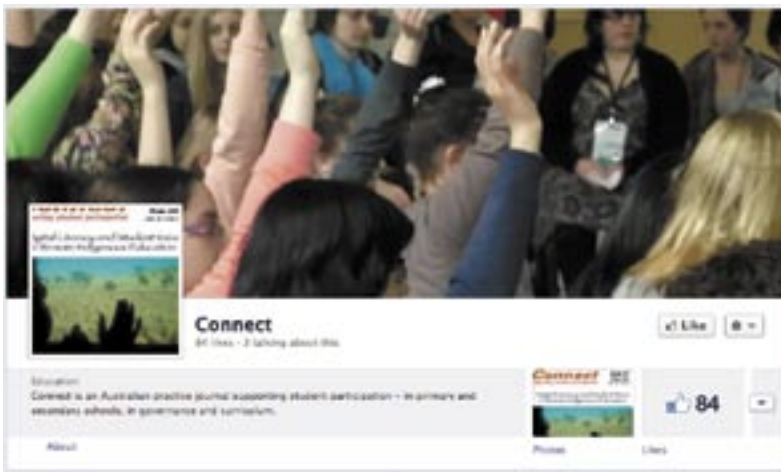 Connect
84 likes · 3 talking about this
Like
Education
Connect is an Australian practice journal supporting student participation – in primary and
secondary schools, in governance and curriculum.
About
Connect
84
Photos
Likes